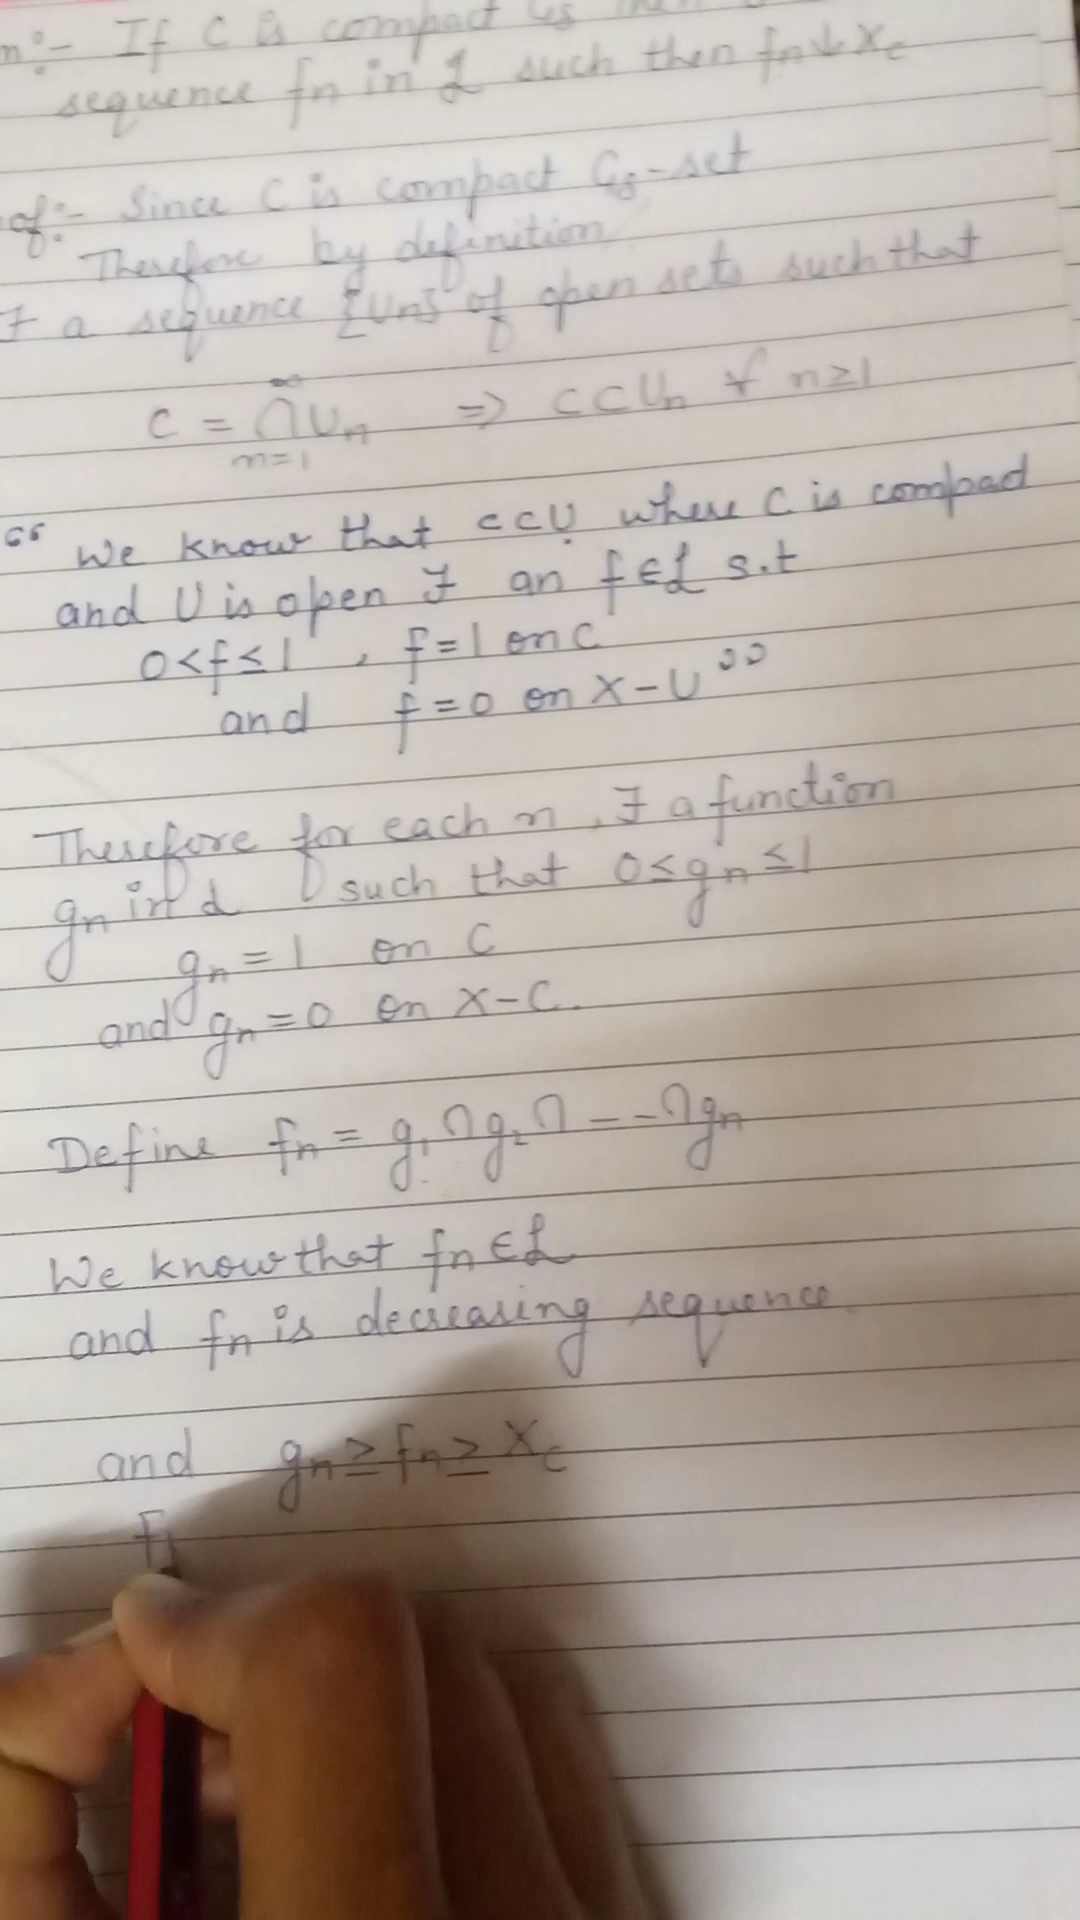 n:- If C is compact Gδ then
sequence fn in L such then fn↓χc
of:- Since C is compact Gδ-set
Therefore by definition
∃ a sequence {Un} of open sets such that
C = ∞∩n=1 Un ⇒ C⊂Un ∀ n≥1
“ We know that C⊂U where C is compact
and U is open ∃ an f∈L s.t
0<f≤1 , f=1 on C
and f=0 on X-U ”
Therefore for each n, ∃ a function
gn in L such that 0≤gn≤1
gn=1 on C
and gn=0 on X-C.
Define fn = g1∩g2∩---∩gn
We know that fn∈L
and fn is decreasing sequence
and gn≥fn≥χc